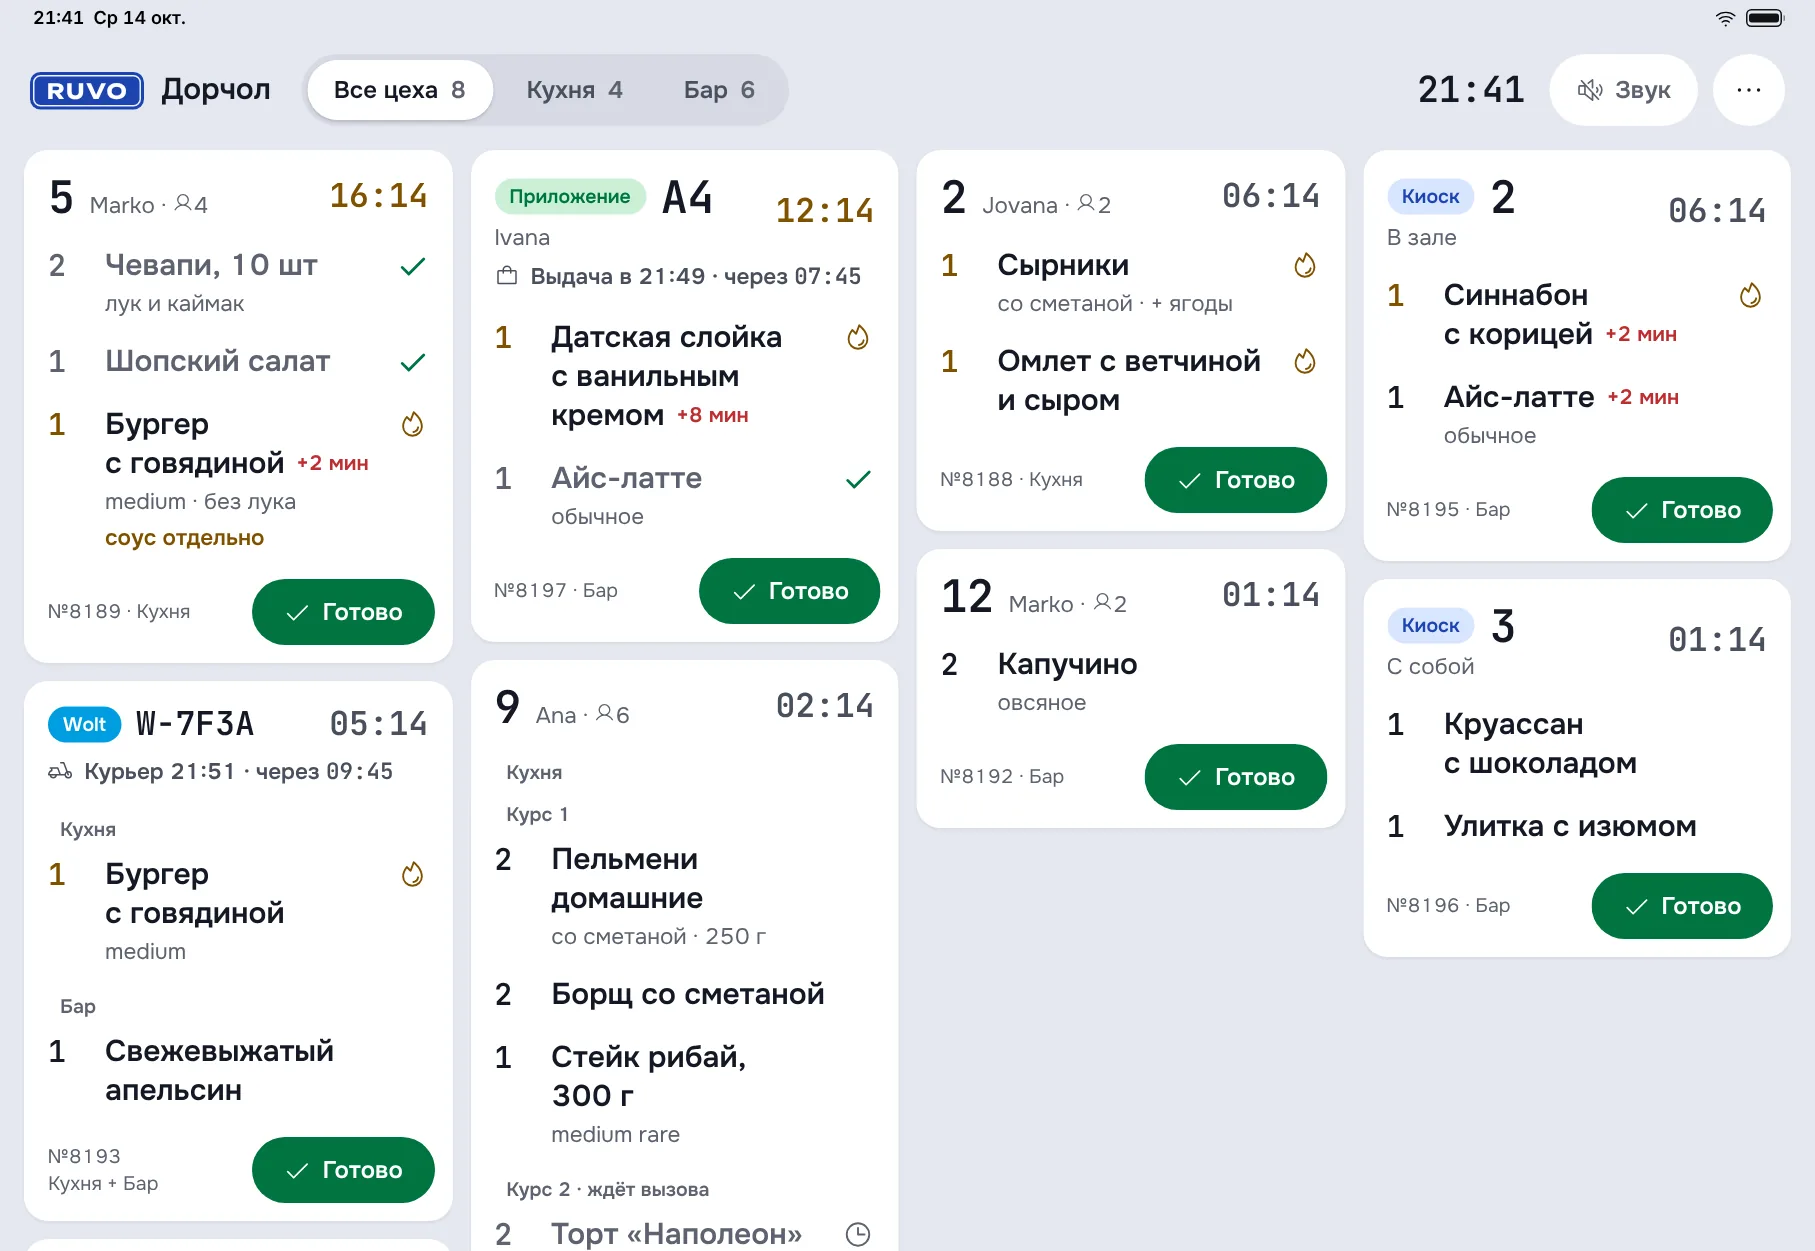 21:41 Ср 14 окт.
RUVO Дорчол
Все цеха 8
Кухня 4
Бар 6
21:41
Звук
5 Marko · 4 16:14
2 Чевапи, 10 шт
лук и каймак
1 Шопский салат
1 Бургер
с говядиной +2 мин
medium · без лука
соус отдельно
№8189 · Кухня
Готово
Wolt W-7F3A 05:14
Курьер 21:51 · через 09:45
Кухня
1 Бургер
с говядиной
medium
Бар
1 Свежевыжатый
апельсин
№8193
Кухня + Бар
Готово
Приложение A4 12:14
Ivana
Выдача в 21:49 · через 07:45
1 Датская слойка
с ванильным
кремом +8 мин
1 Айс-латте
обычное
№8197 · Бар
Готово
9 Ana · 6 02:14
Кухня
Курс 1
2 Пельмени
домашние
со сметаной · 250 г
2 Борщ со сметаной
1 Стейк рибай,
300 г
medium rare
Курс 2 · ждёт вызова
2 Торт «Наполеон»
2 Jovana · 2 06:14
1 Сырники
со сметаной · + ягоды
1 Омлет с ветчиной
и сыром
№8188 · Кухня
Готово
12 Marko · 2 01:14
2 Капучино
овсяное
№8192 · Бар
Готово
Киоск 2 06:14
В зале
1 Синнабон
с корицей +2 мин
1 Айс-латте +2 мин
обычное
№8195 · Бар
Готово
Киоск 3 01:14
С собой
1 Круассан
с шоколадом
1 Улитка с изюмом
№8196 · Бар
Готово